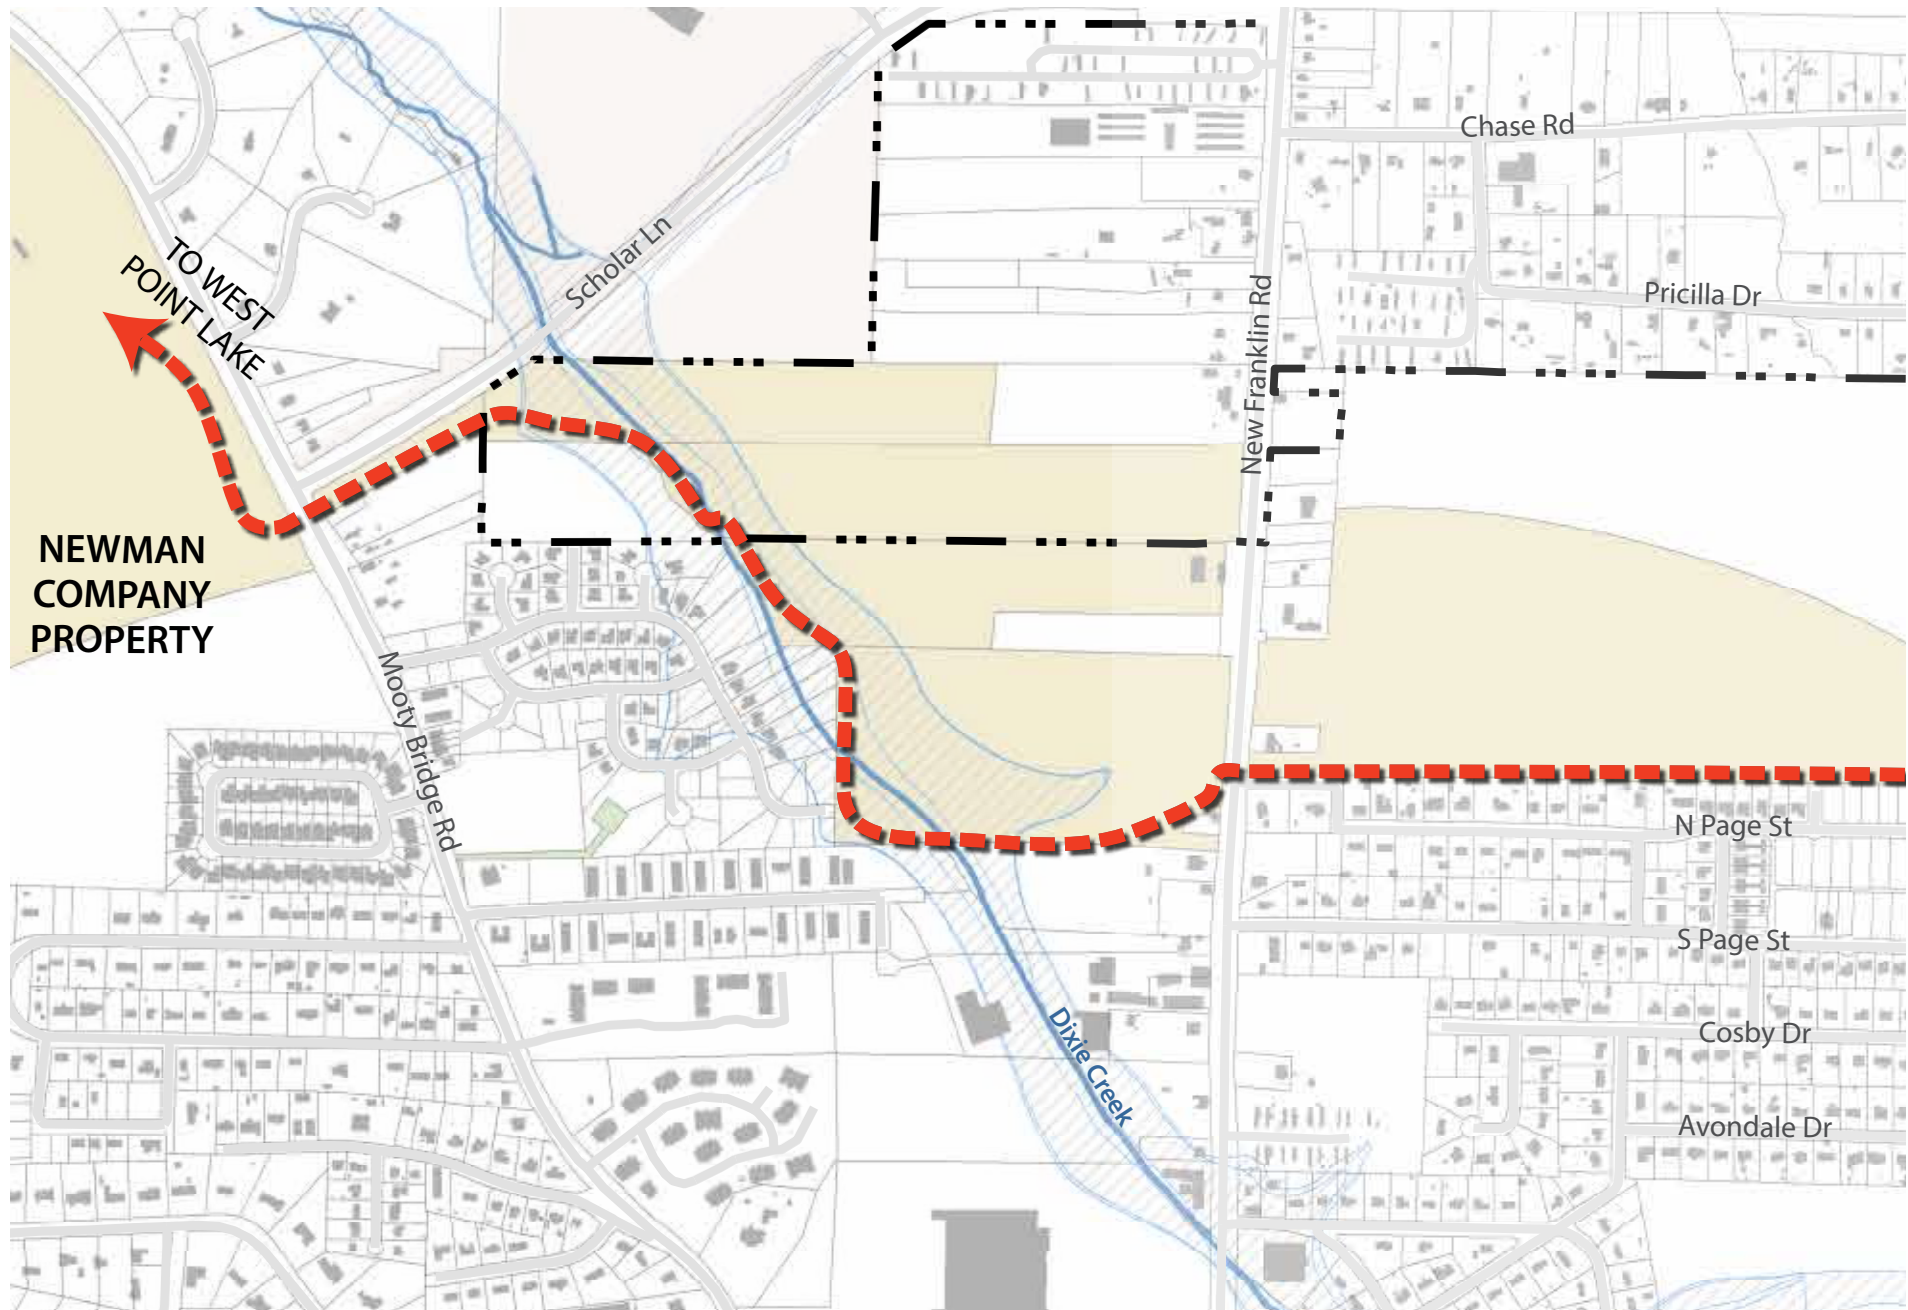 Chase Rd
Scholar Ln
TO WEST
POINT LAKE
New Franklin Rd
Pricilla Dr
NEWMAN
COMPANY
PROPERTY
Mooty Bridge Rd
N Page St
S Page St
Dixie Creek
Cosby Dr
Avondale Dr